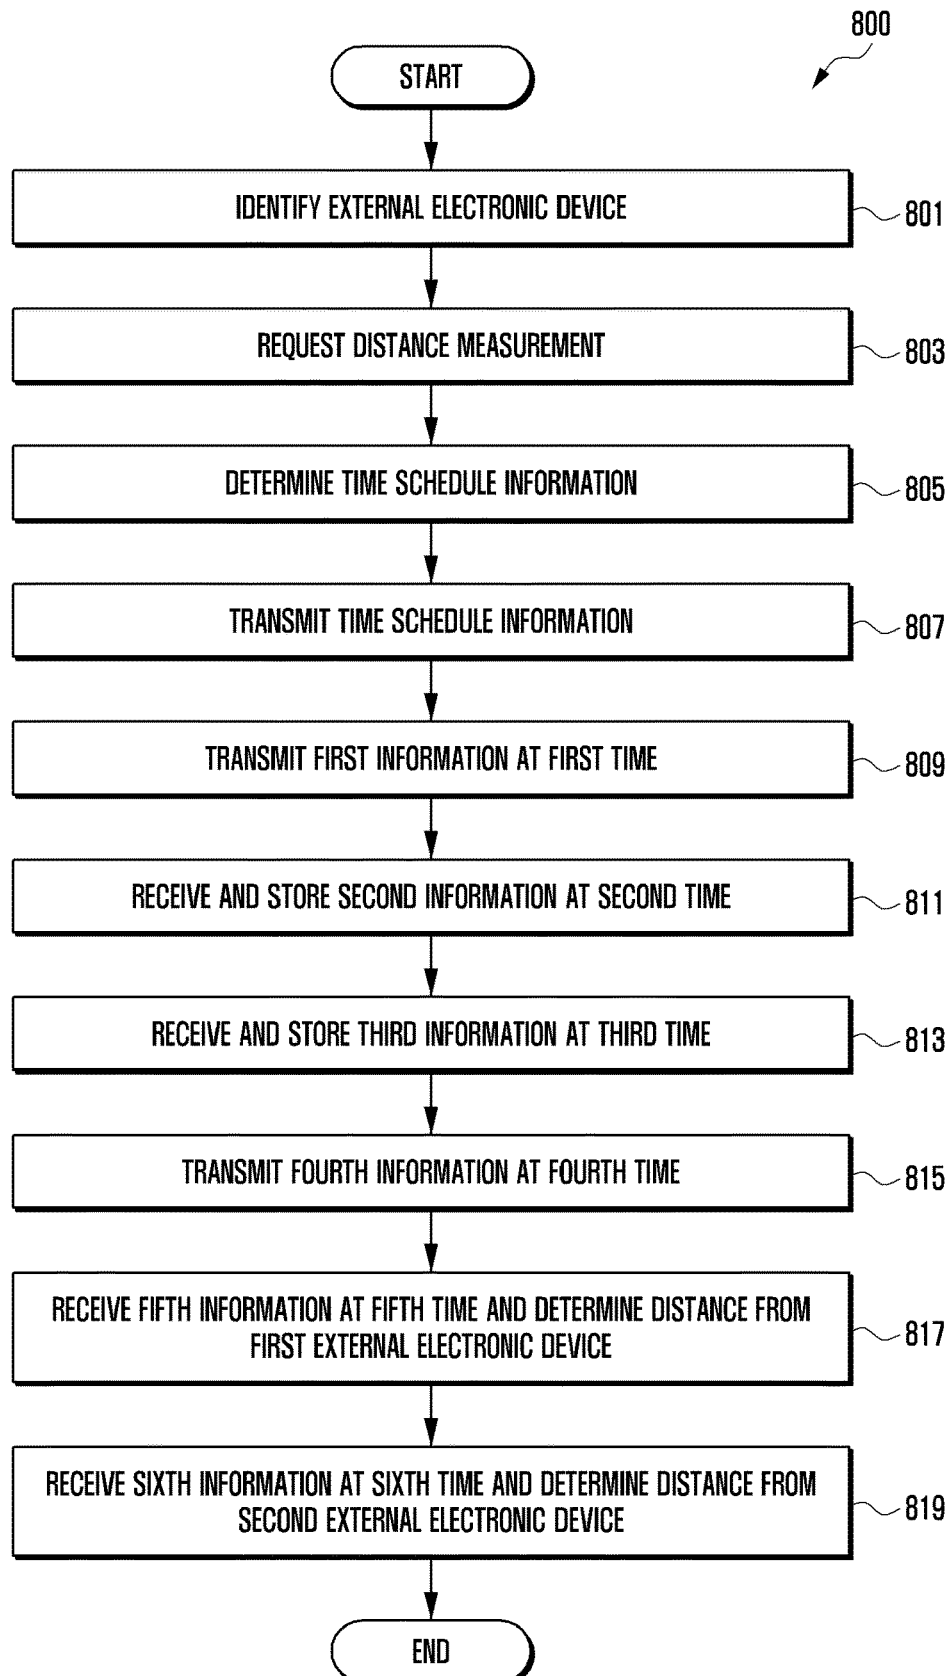 800
START
IDENTIFY EXTERNAL ELECTRONIC DEVICE
801
REQUEST DISTANCE MEASUREMENT
803
DETERMINE TIME SCHEDULE INFORMATION
805
TRANSMIT TIME SCHEDULE INFORMATION
807
TRANSMIT FIRST INFORMATION AT FIRST TIME
809
RECEIVE AND STORE SECOND INFORMATION AT SECOND TIME
811
RECEIVE AND STORE THIRD INFORMATION AT THIRD TIME
813
TRANSMIT FOURTH INFORMATION AT FOURTH TIME
815
RECEIVE FIFTH INFORMATION AT FIFTH TIME AND DETERMINE DISTANCE FROM
FIRST EXTERNAL ELECTRONIC DEVICE
817
RECEIVE SIXTH INFORMATION AT SIXTH TIME AND DETERMINE DISTANCE FROM
SECOND EXTERNAL ELECTRONIC DEVICE
819
END